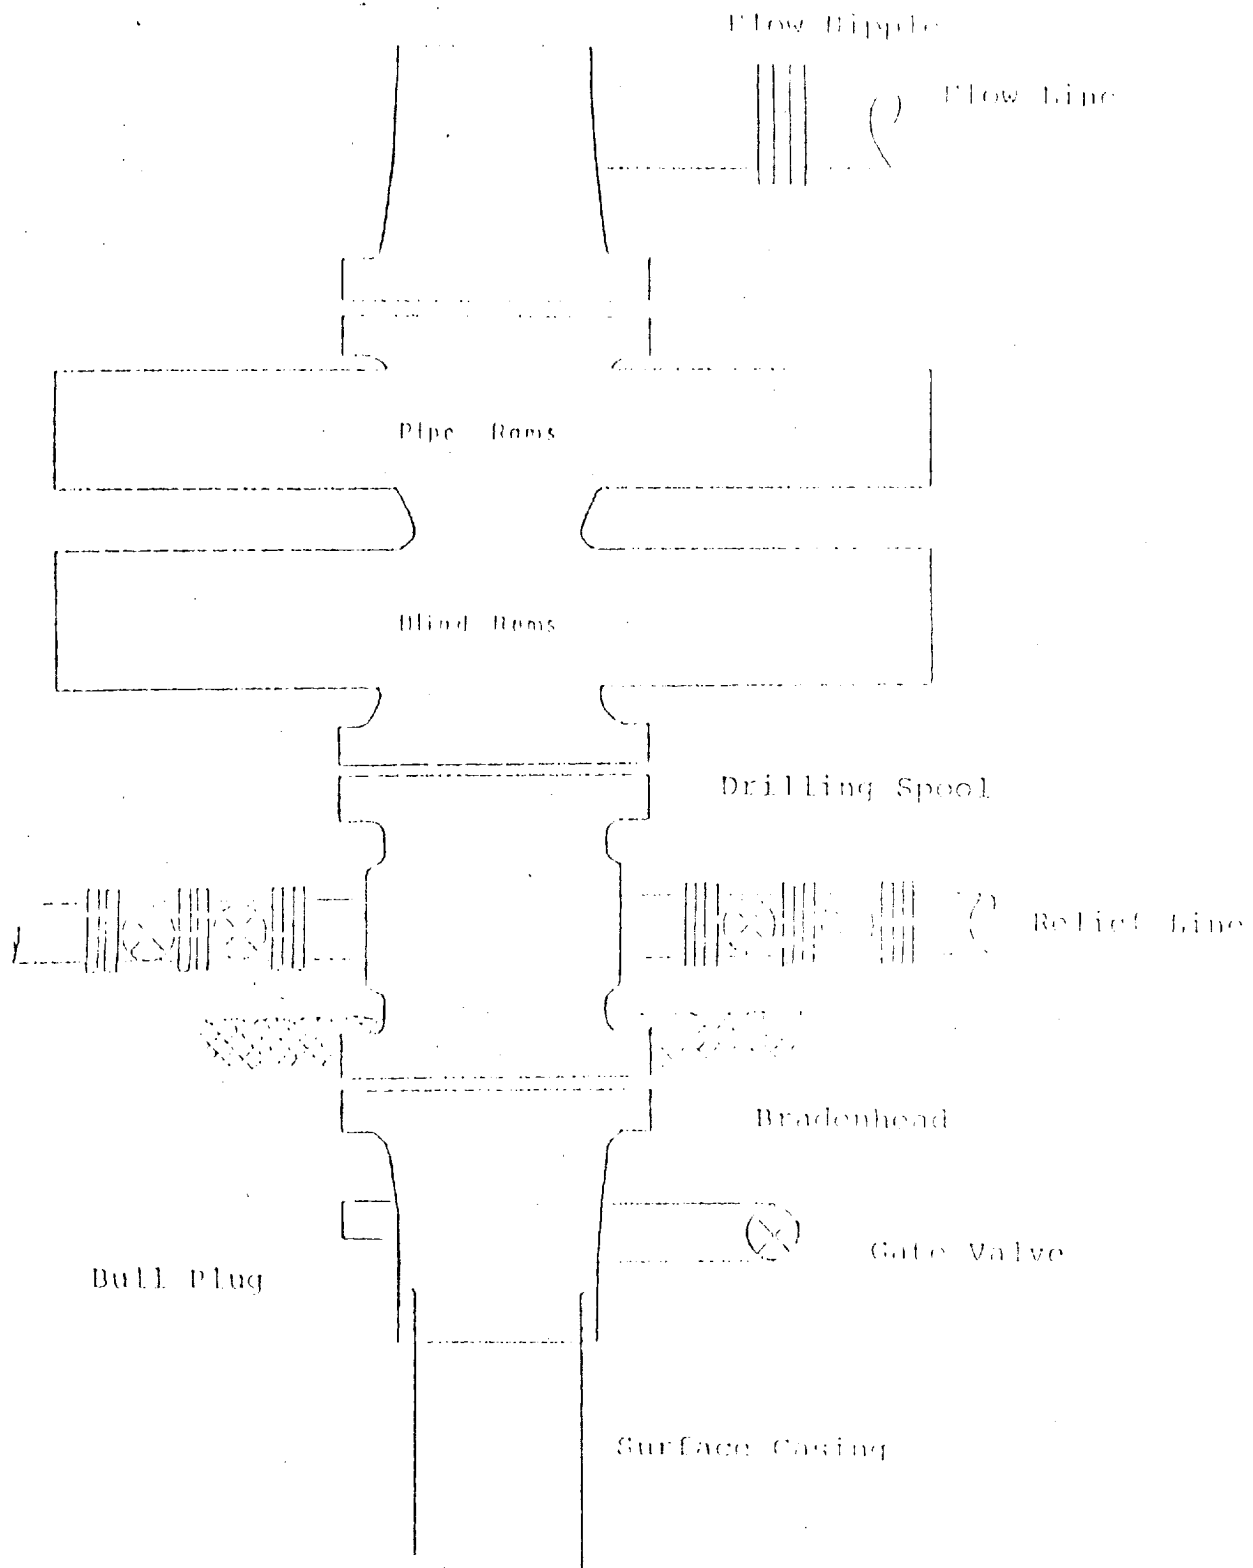 Flow Nipple
Flow Line
Pipe Rams
Blind Rams
Drilling Spool
Relief Line
Bradenhead
Gate Valve
Bull Plug
Surface Casing